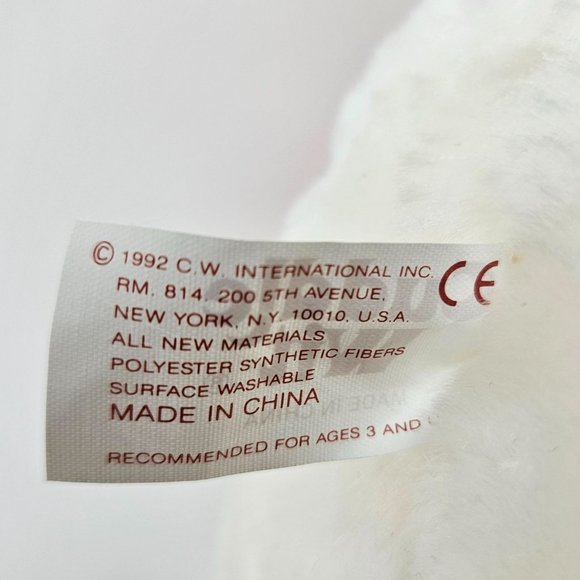 © 1992 C.W. INTERNATIONAL INC.
RM. 814. 200 5TH AVENUE,
NEW YORK, N.Y. 10010, U.S.A.
ALL NEW MATERIALS
POLYESTER SYNTHETIC FIBERS
SURFACE WASHABLE
MADE IN CHINA
RECOMMENDED FOR AGES 3 AND
CE